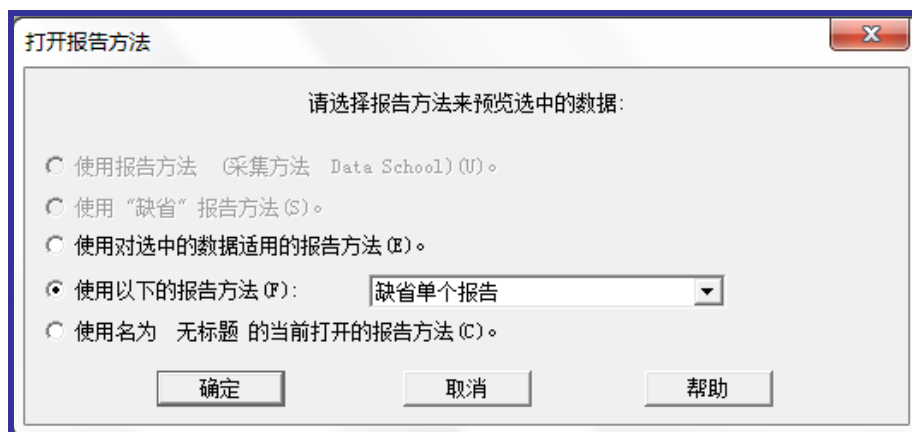 打开报告方法
请选择报告方法来预览选中的数据:
使用报告方法 (采集方法 Data School)(U)。
使用 "缺省" 报告方法(S)。
使用对选中的数据适用的报告方法(E)。
使用以下的报告方法(F): 缺省单个报告
使用名为 无标题 的当前打开的报告方法(C)。
确定 取消 帮助